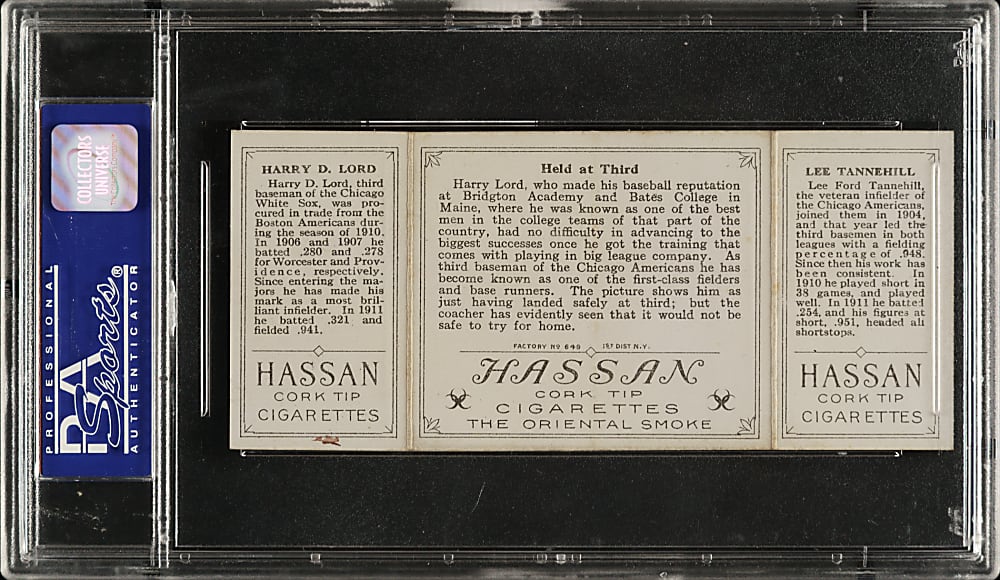 COLLECTORS
UNIVERSE
PROFESSIONAL
PSA
Sports®
AUTHENTICATOR
HARRY D. LORD
Harry D. Lord, third
baseman of the Chicago
White Sox, was pro-
cured in trade from the
Boston Americans dur-
ing the season of 1910.
In 1906 and 1907 he
batted .280 and .278
for Worcester and Prov-
idence, respectively.
Since entering the ma-
jors he has made his
mark as a most bril-
liant infielder. In 1911
he batted .321 and
fielded .941.
HASSAN
CORK TIP
CIGARETTES
Held at Third
Harry Lord, who made his baseball reputation
at Bridgton Academy and Bates College in
Maine, where he was known as one of the best
men in the college teams of that part of the
country, had no difficulty in advancing to the
biggest successes once he got the training that
comes with playing in big league company. As
third baseman of the Chicago Americans he has
become known as one of the first-class fielders
and base runners. The picture shows him as
just having landed safely at third; but the
coacher has evidently seen that it would not be
safe to try for home.
FACTORY Nº 649 1ST DIST N.Y.
HASSAN
CORK TIP
CIGARETTES
THE ORIENTAL SMOKE
LEE TANNEHILL
Lee Ford Tannehill,
the veteran infielder of
the Chicago Americans,
joined them in 1904,
and that year led the
third basemen in both
leagues with a fielding
percentage of .948.
Since then his work has
been consistent. In
1910 he played short in
38 games, and played
well. In 1911 he batted
.254, and his figures at
short, .951, headed all
shortstops.
HASSAN
CORK TIP
CIGARETTES